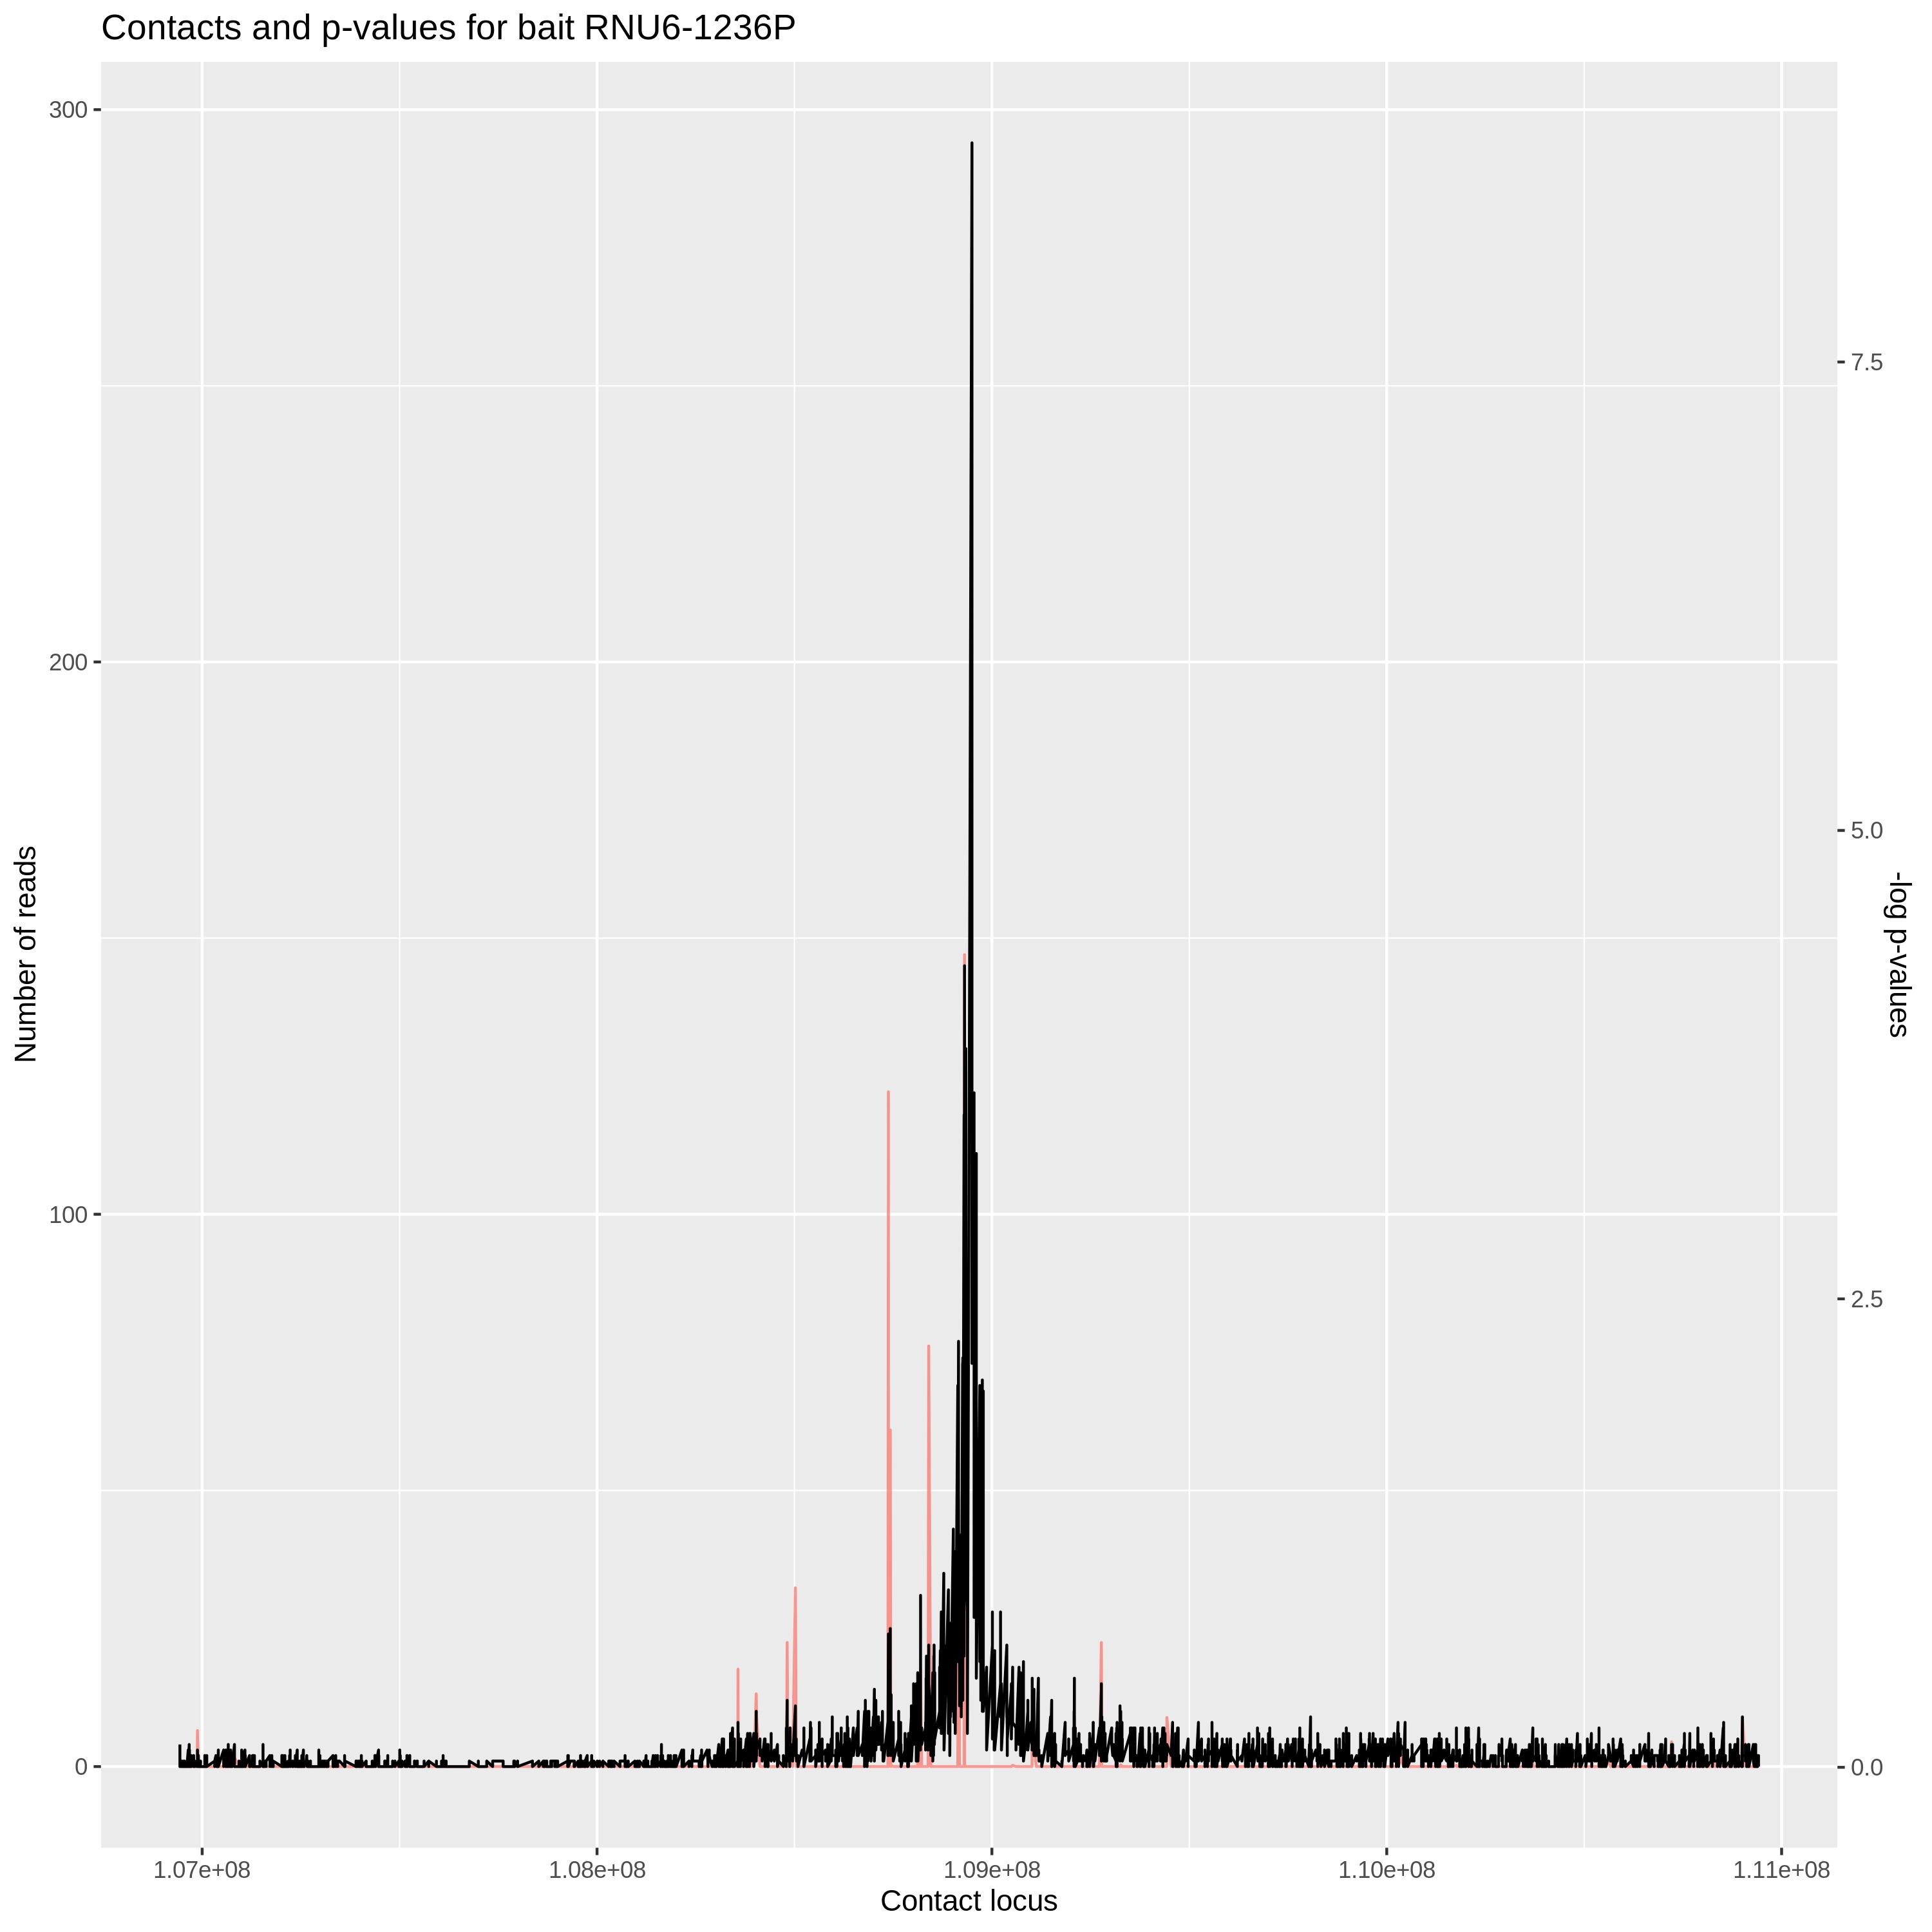 Contacts and p-values for bait RNU6-1236P
300
200
100
0
7.5
5.0
2.5
0.0
Number of reads
-log p-values
1.07e+08
1.08e+08
1.09e+08
1.10e+08
1.11e+08
Contact locus